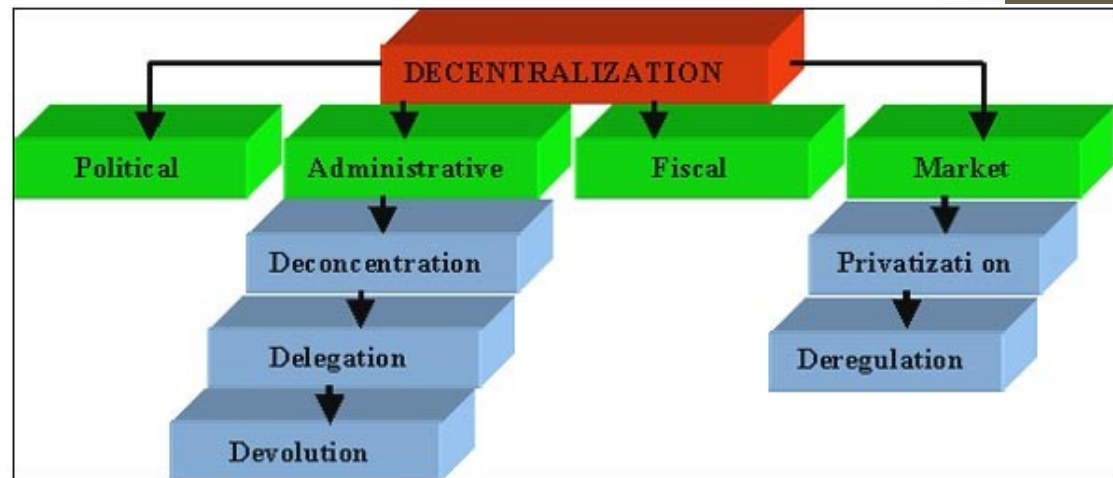 DECENTRALIZATION
Political Administrative Fiscal Market
Deconcentration Privatizati on
Delegation Deregulation
Devolution